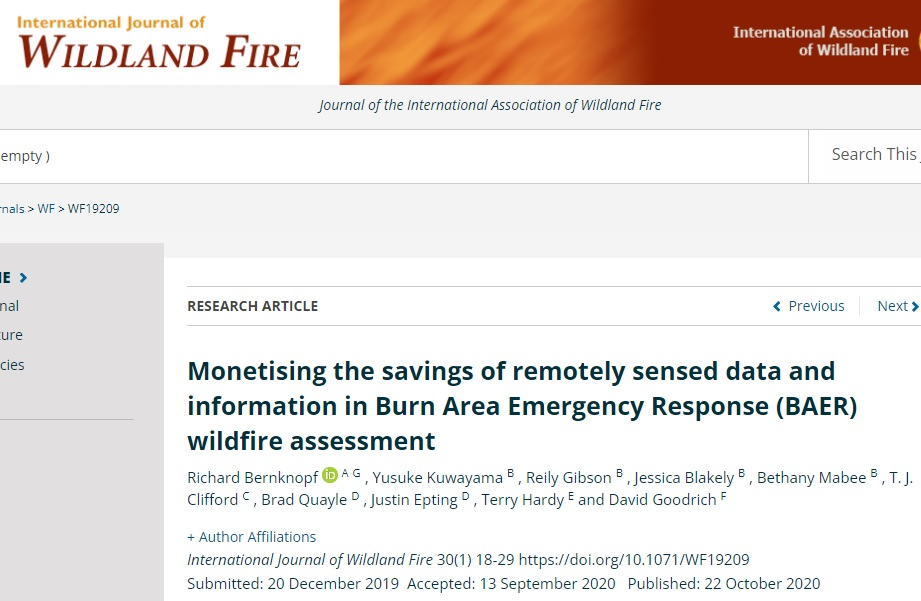 International Journal of
WILDLAND FIRE
International Association
of Wildland Fire
Journal of the International Association of Wildland Fire
empty )
Search This
rnals > WF > WF19209
IE
nal
ture
cies
RESEARCH ARTICLE
Previous
Next
Monetising the savings of remotely sensed data and
information in Burn Area Emergency Response (BAER)
wildfire assessment
Richard Bernknopf iD A G , Yusuke Kuwayama B , Reily Gibson B , Jessica Blakely B , Bethany Mabee B , T. J.
Clifford C , Brad Quayle D , Justin Epting D , Terry Hardy E and David Goodrich F
+ Author Affiliations
International Journal of Wildland Fire 30(1) 18-29 https://doi.org/10.1071/WF19209
Submitted: 20 December 2019 Accepted: 13 September 2020 Published: 22 October 2020